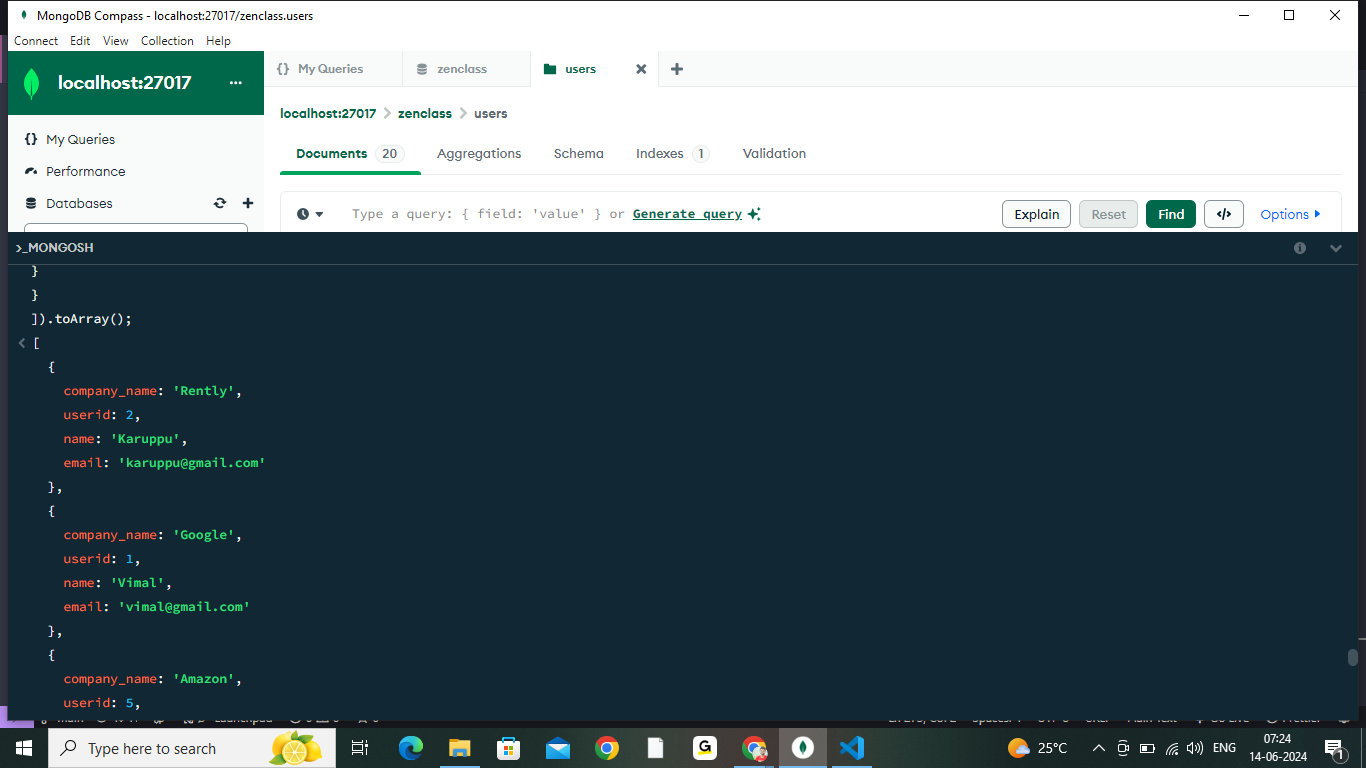 MongoDB Compass - localhost:27017/zenclass.users
Connect Edit View Collection Help
localhost:27017 ...
{} My Queries
zenclass
users
localhost:27017 > zenclass > users
My Queries
Performance
Databases
Documents 20 Aggregations Schema Indexes 1 Validation
Type a query: { field: 'value' } or Generate query
Explain Reset Find </> Options
>_MONGOSH
}
}
]).toArray();
< [
{
company_name: 'Rently',
userid: 2,
name: 'Karuppu',
email: 'karuppu@gmail.com'
},
{
company_name: 'Google',
userid: 1,
name: 'Vimal',
email: 'vimal@gmail.com'
},
{
company_name: 'Amazon',
userid: 5,
Type here to search
G
25°C
ENG
07:24
14-06-2024
1